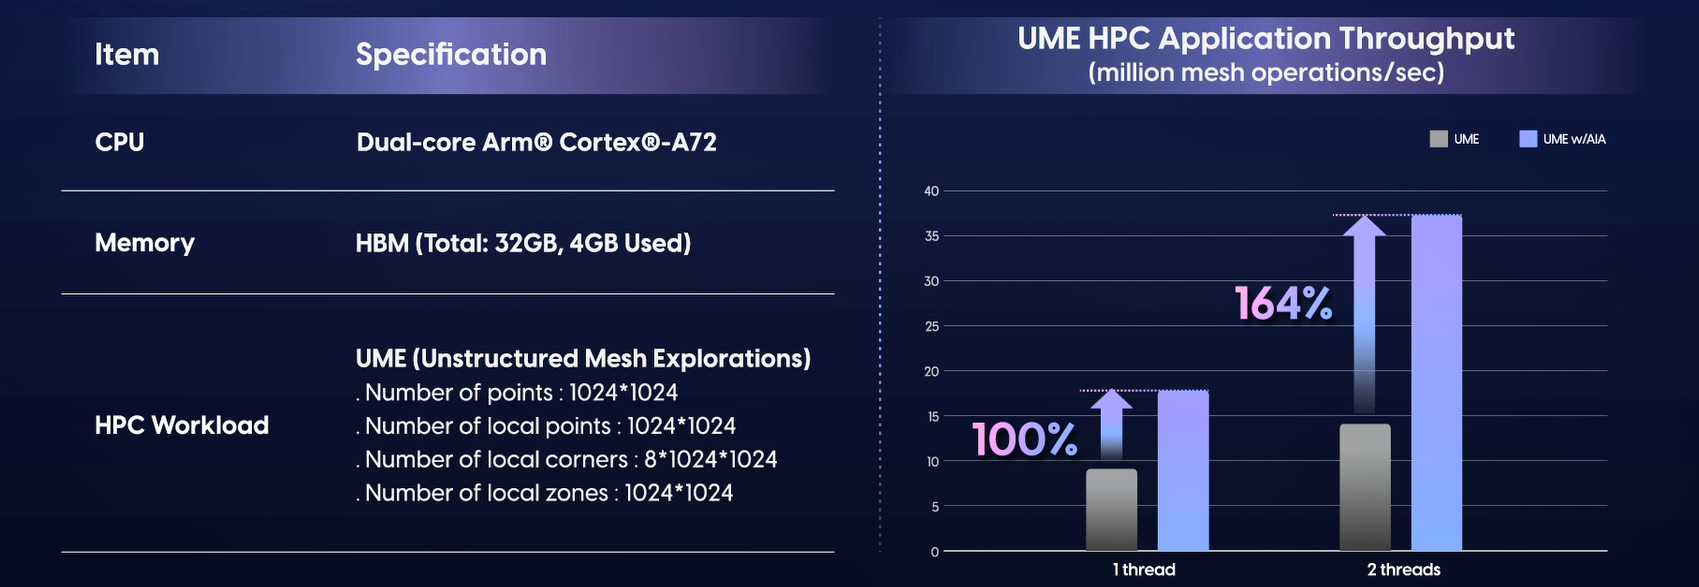 Item Specification
CPU Dual-core Arm® Cortex®-A72
Memory HBM (Total: 32GB, 4GB Used)
HPC Workload
UME (Unstructured Mesh Explorations)
. Number of points : 1024*1024
. Number of local points : 1024*1024
. Number of local corners : 8*1024*1024
. Number of local zones : 1024*1024
UME HPC Application Throughput
(million mesh operations/sec)
UME UME w/AIA
40
35
30
25
20
15
10
5
0
100%
164%
1 thread 2 threads